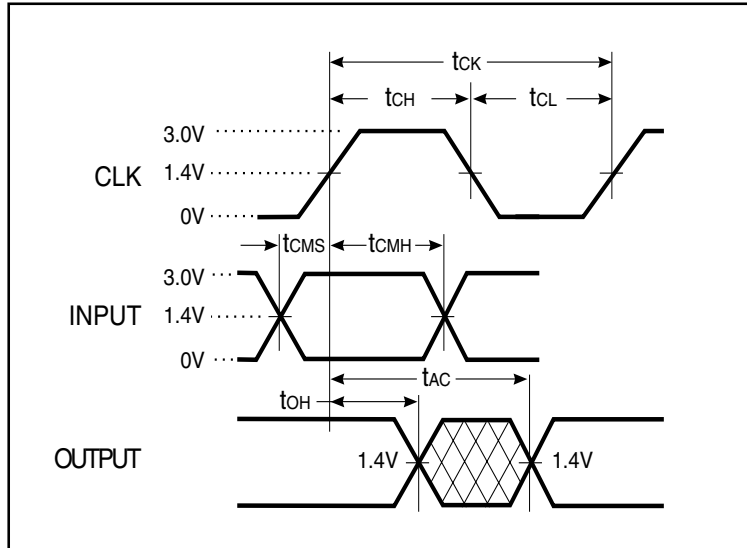 tCK
tCH tCL
3.0V
CLK 1.4V
0V
tCMS tCMH
3.0V
INPUT 1.4V
0V
tAC
tOH
OUTPUT 1.4V 1.4V